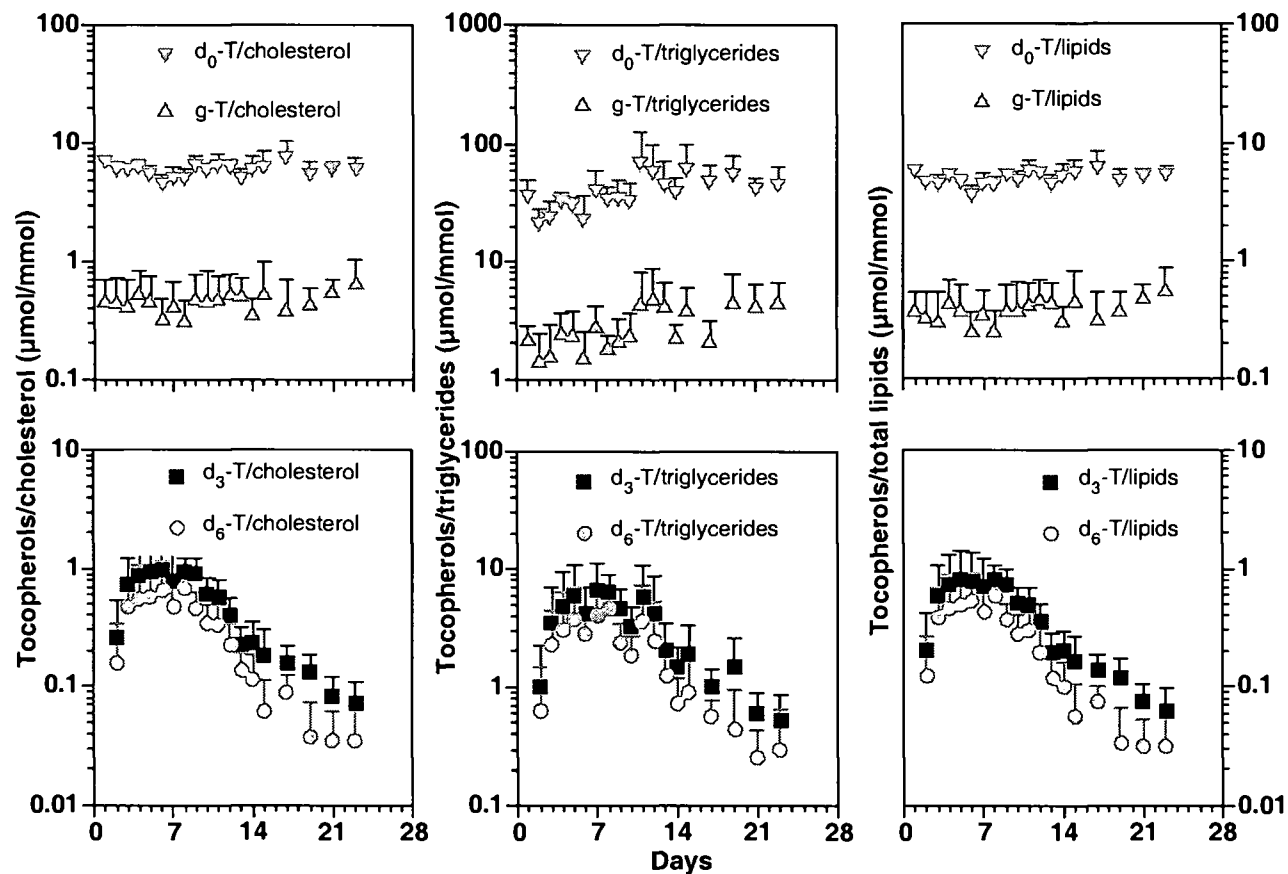 100
10
1
0.1
Tocopherols/cholesterol (µmol/mmol)
d0-T/cholesterol
g-T/cholesterol
1000
100
10
1
Tocopherols/triglycerides (µmol/mmol)
d0-T/triglycerides
g-T/triglycerides
Tocopherols/total lipids (µmol/mmol)
d0-T/lipids
g-T/lipids
100
10
1
0.1
10
1
0.1
0.01
d3-T/cholesterol
d6-T/cholesterol
0 7 14 21 28
100
10
1
0.1
d3-T/triglycerides
d6-T/triglycerides
0 7 14 21 28
d3-T/lipids
d6-T/lipids
10
1
0.1
0.01
0 7 14 21 28
Days